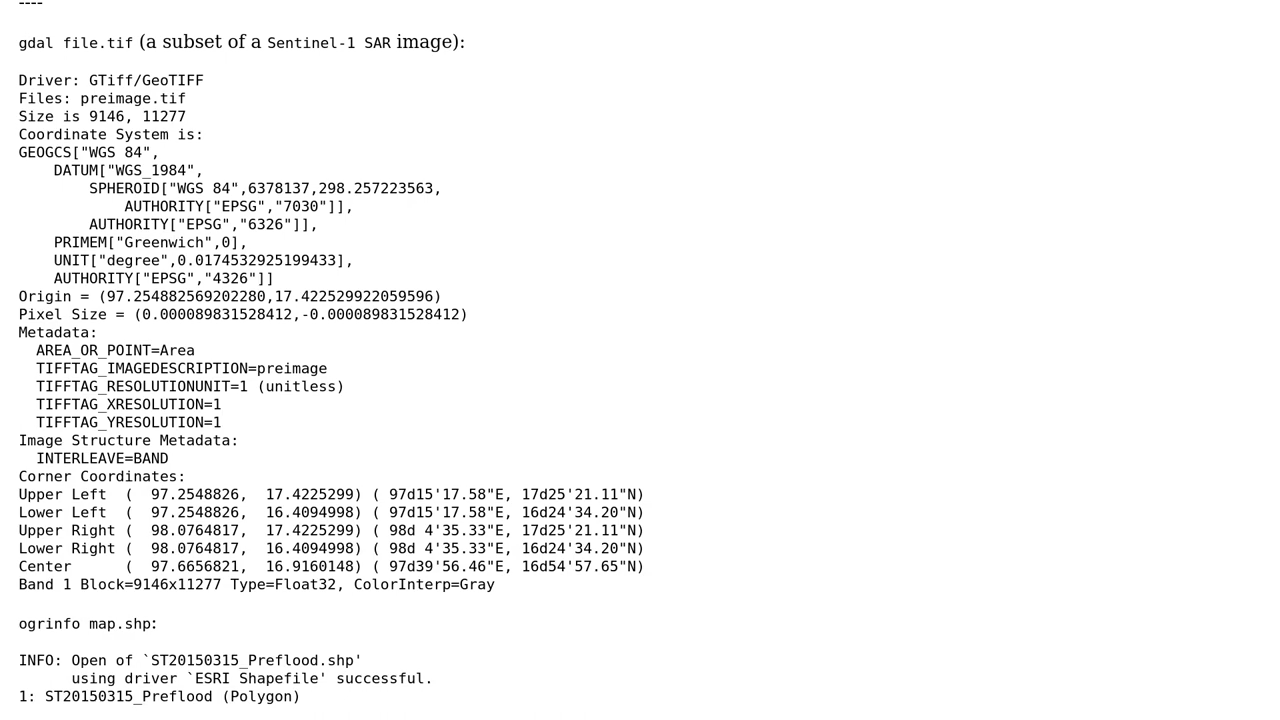 ----
gdal file.tif (a subset of a Sentinel-1 SAR image):
Driver: GTiff/GeoTIFF
Files: preimage.tif
Size is 9146, 11277
Coordinate System is:
GEOGCS["WGS 84",
    DATUM["WGS_1984",
        SPHEROID["WGS 84",6378137,298.257223563,
            AUTHORITY["EPSG","7030"]],
        AUTHORITY["EPSG","6326"]],
    PRIMEM["Greenwich",0],
    UNIT["degree",0.0174532925199433],
    AUTHORITY["EPSG","4326"]]
Origin = (97.254882569202280,17.422529922059596)
Pixel Size = (0.000089831528412,-0.000089831528412)
Metadata:
  AREA_OR_POINT=Area
  TIFFTAG_IMAGEDESCRIPTION=preimage
  TIFFTAG_RESOLUTIONUNIT=1 (unitless)
  TIFFTAG_XRESOLUTION=1
  TIFFTAG_YRESOLUTION=1
Image Structure Metadata:
  INTERLEAVE=BAND
Corner Coordinates:
Upper Left  (  97.2548826,  17.4225299) ( 97d15'17.58"E, 17d25'21.11"N)
Lower Left  (  97.2548826,  16.4094998) ( 97d15'17.58"E, 16d24'34.20"N)
Upper Right (  98.0764817,  17.4225299) ( 98d 4'35.33"E, 17d25'21.11"N)
Lower Right (  98.0764817,  16.4094998) ( 98d 4'35.33"E, 16d24'34.20"N)
Center      (  97.6656821,  16.9160148) ( 97d39'56.46"E, 16d54'57.65"N)
Band 1 Block=9146x11277 Type=Float32, ColorInterp=Gray
ogrinfo map.shp:
INFO: Open of `ST20150315_Preflood.shp'
      using driver `ESRI Shapefile' successful.
1: ST20150315_Preflood (Polygon)